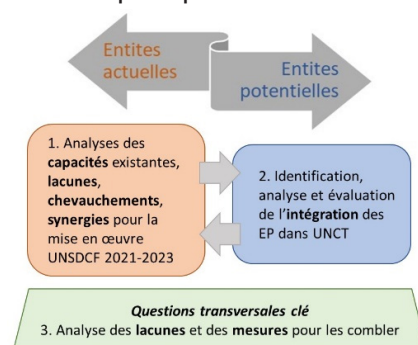 Entites
actuelles
Entites
potentielles
1. Analyses des
capacités existantes,
lacunes,
chevauchements,
synergies pour la
mise en œuvre
UNSDCF 2021-2023
2. Identification,
analyse et évaluation
de l'intégration des
EP dans UNCT
Questions transversales clé
3. Analyse des lacunes et des mesures pour les combler